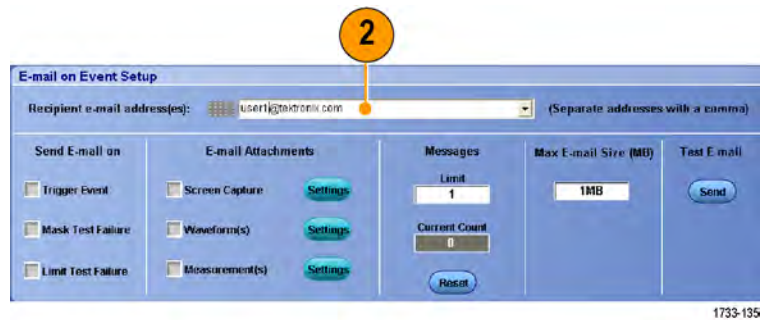 2
E-mail on Event Setup
Recipient e-mail address(es): user1@tektronix.com (Separate addresses with a comma)
Send E-mail on E-mail Attachments Messages Max E-mail Size (MB) Test E-mail
Limit
Trigger Event Screen Capture Settings 1 1MB Send
Mask Test Failure Waveform(s) Settings Current Count
0
Limit Test Failure Measurement(s) Settings Reset
1733-135